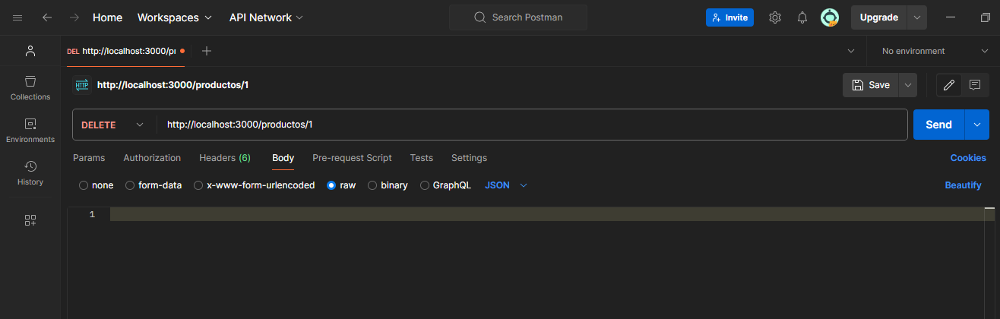 Home Workspaces API Network Search Postman Invite Upgrade
DEL http://localhost:3000/pr No environment
HTTP http://localhost:3000/productos/1 Save
Collections
DELETE http://localhost:3000/productos/1 Send
Environments
Params Authorization Headers (6) Body Pre-request Script Tests Settings Cookies
History
none form-data x-www-form-urlencoded raw binary GraphQL JSON Beautify
1